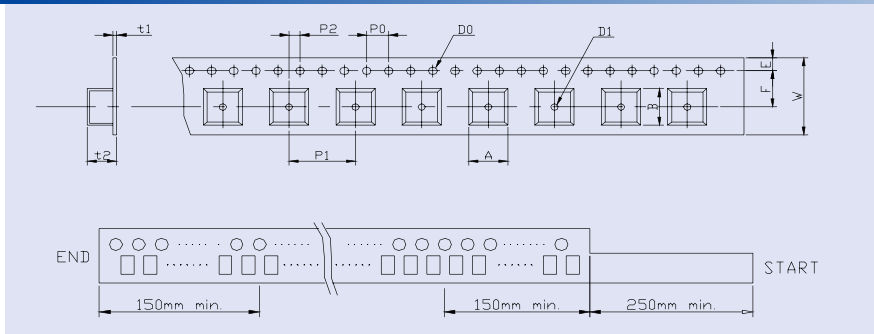 t1
P2
P0
D0
D1
E
F
W
B
t2
P1
A
END
START
150mm min.
150mm min.
250mm min.